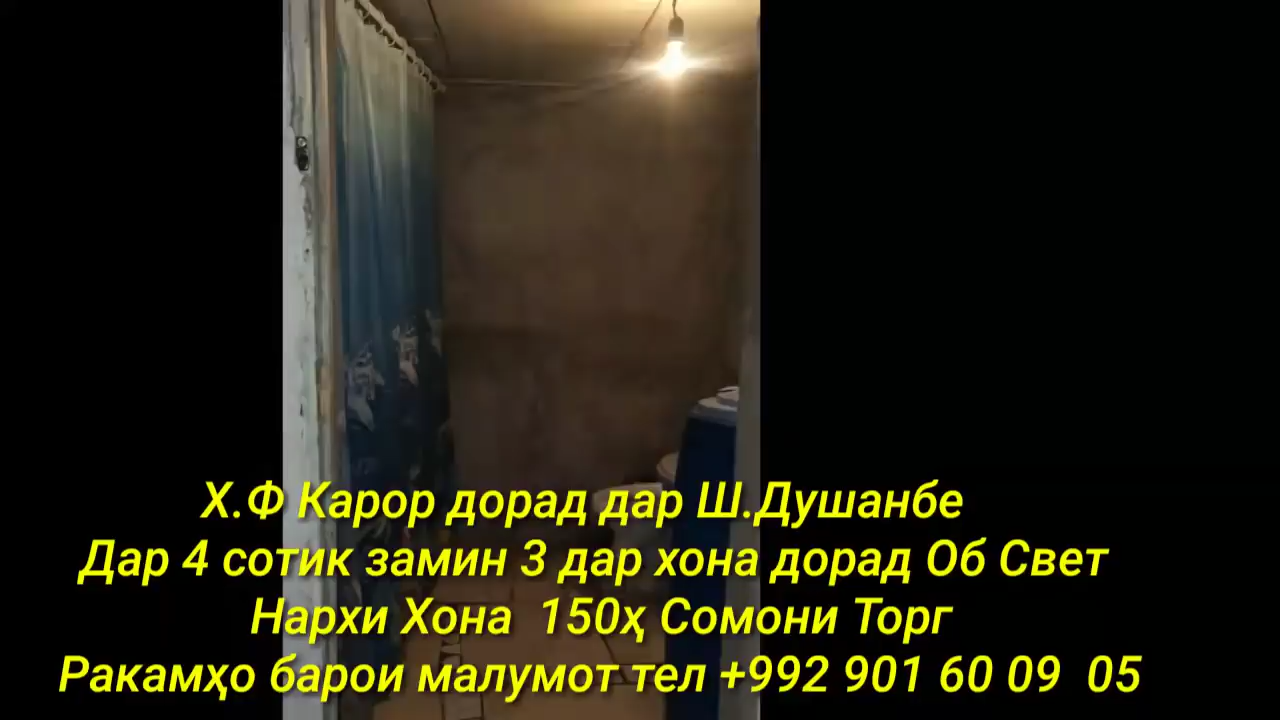 Х.Ф Карор дорад дар Ш.Душанбе
Дар 4 сотик замин 3 дар хона дорад Об Свет
Нархи Хона 150ҳ Сомони Торг
Ракамҳо барои малумот тел +992 901 60 09 05